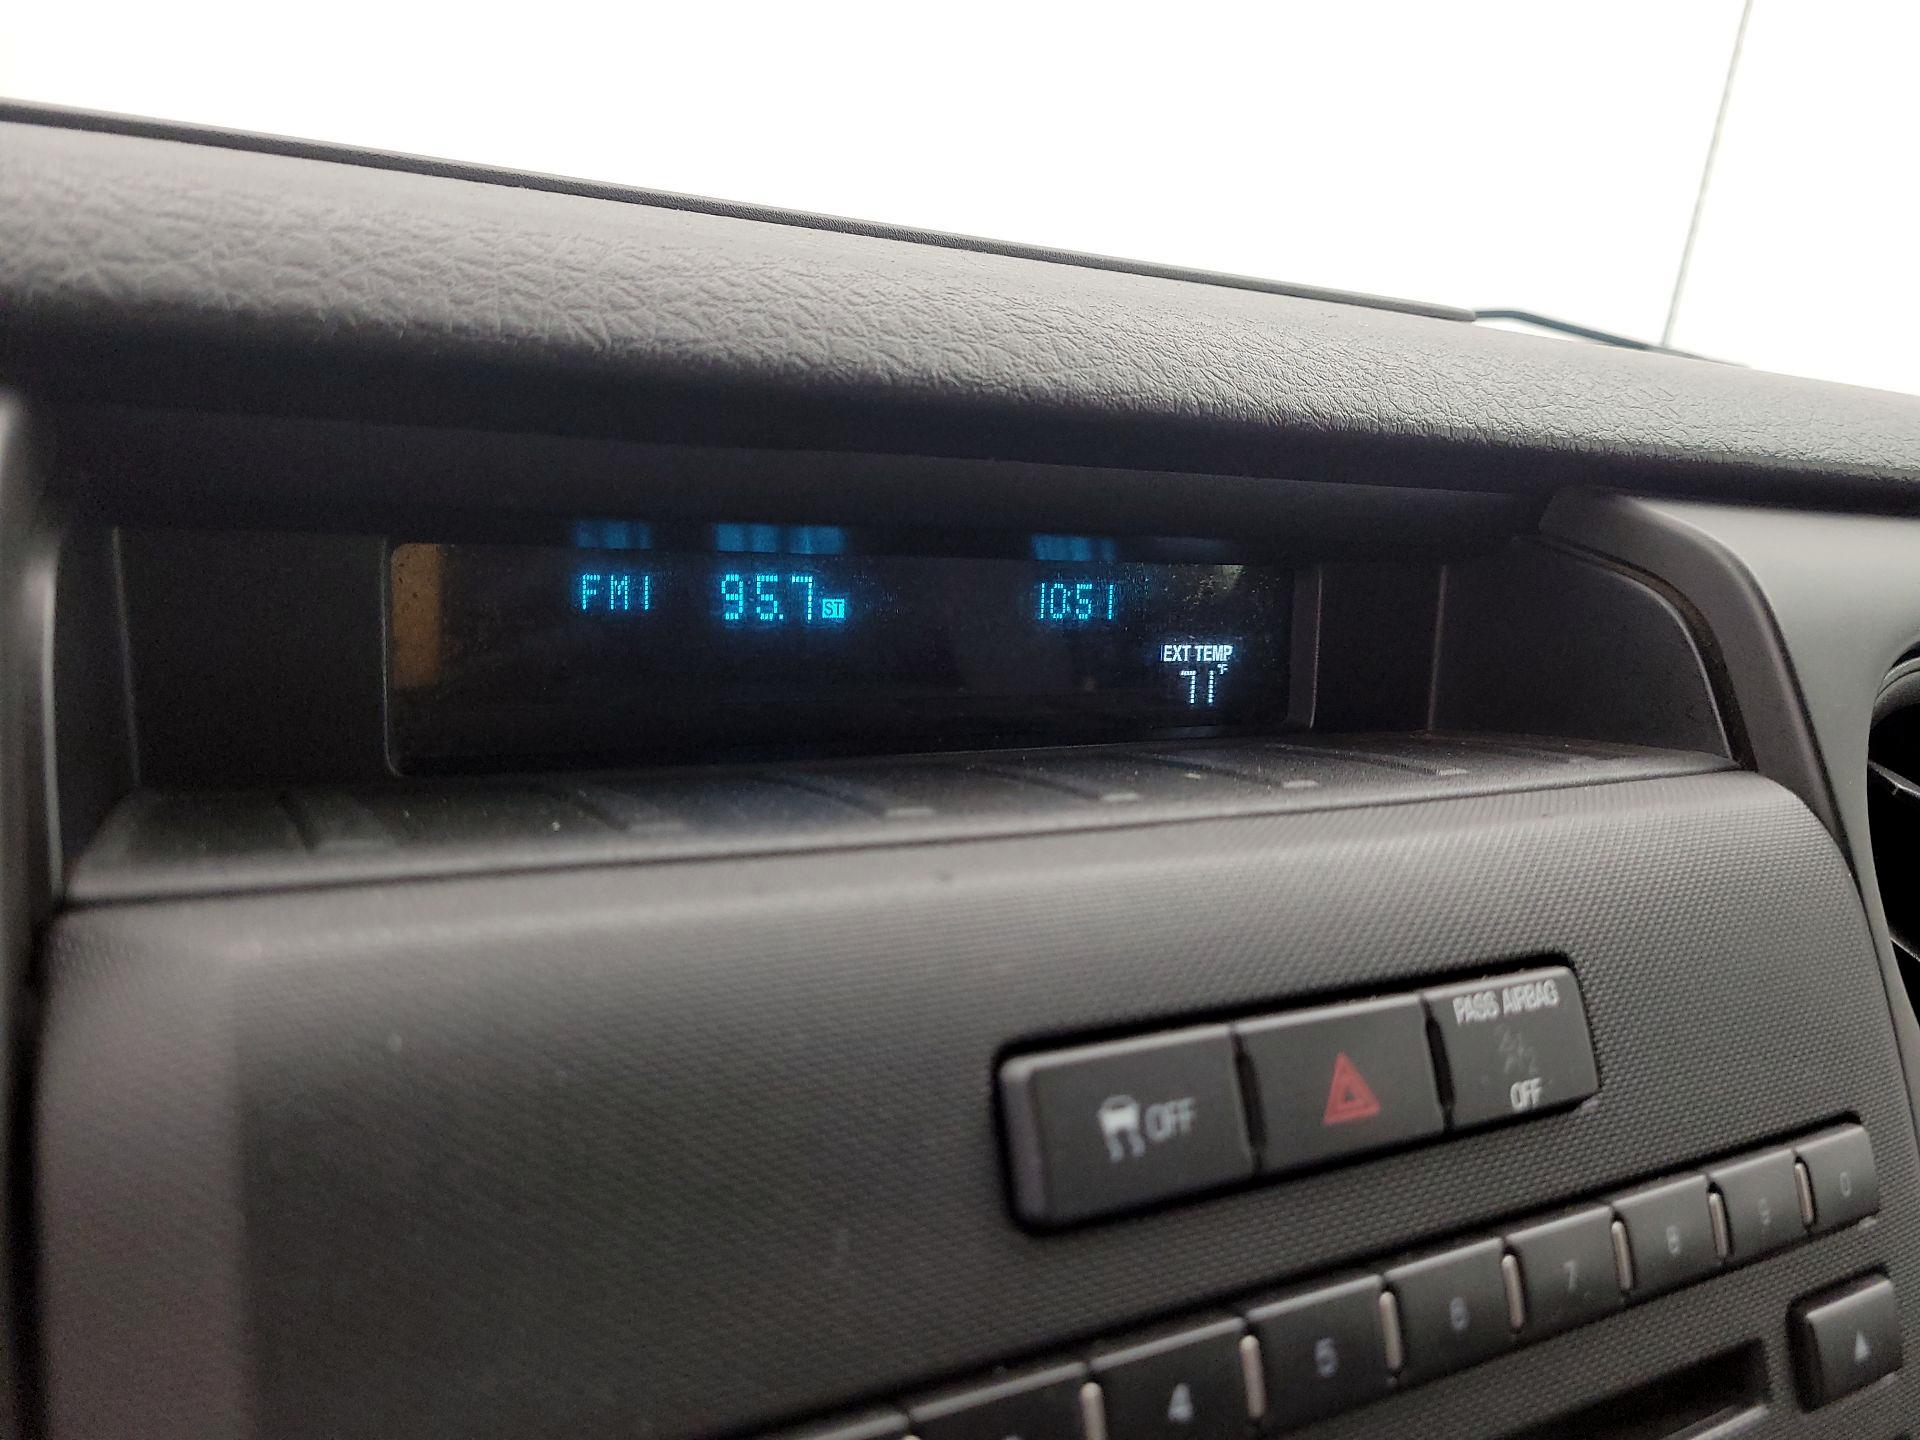 FM1 95.7 ST 10:51
EXT TEMP
71°F
PASS AIRBAG
OFF
OFF
4 5 6 7 8 9 0